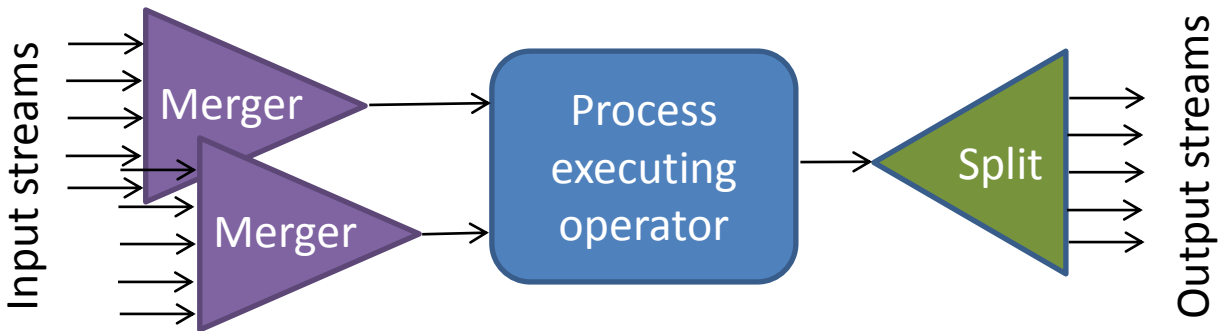 Input streams
Merger
Merger
Process
executing
operator
Split
Output streams